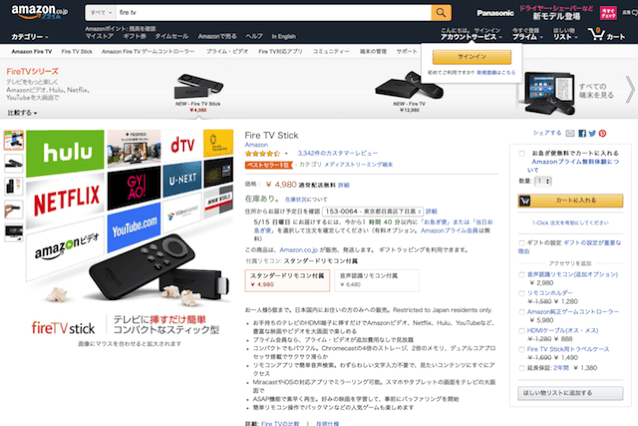 amazon.co.jp
プライム
すべて
fire tv
Panasonic
ドライヤー・シェーバーなど
新モデル登場
今すぐチェック
カテゴリー
Amazonポイント: 残高を確認
マイストア ギフト券 タイムセール 出品 ヘルプ In English
こんにちは。サインイン
アカウントサービス
今すぐ登録
プライム
ほしい物
リスト
0
カート
Amazon Fire TV Fire TV Stick Amazon Fire TV ゲームコントローラー プライム・ビデオ Fire TV対応アプリ コミュニティー 端末の管理 サポート
サインイン
初めてご利用ですか? 新規登録はこちら
FireTVシリーズ
テレビをもっと楽しく
Amazonビデオ、Hulu、Netflix、
YouTubeを大画面で
比較する
NEW - Fire TV Stick
¥4,980
NEW - Fire TV
¥12,980
すべての
端末を見る
hulu
dTV
NETFLIX
GYAO!
U-NEXT
YouTube.com
amazonビデオ
fireTVstick
テレビに挿すだけ簡単
コンパクトなスティック型
画像にマウスを合わせると拡大されます
Fire TV Stick
Amazon
3,342件のカスタマーレビュー
ベストセラー1位 カテゴリ メディアストリーミング端末
価格: ¥ 4,980 通常配送無料 詳細
在庫あり。 在庫状況について
住所からお届け予定日を確認 153-0064 - 東京都目黒区下目黒 詳細
5/15 日曜日 にお届けするには、今から1 時間 40 分以内に「お急ぎ便」または「当日お
急ぎ便」を選択して注文を確定してください (有料オプション。Amazonプライム会員は無
料)
この商品は、Amazon.co.jp が販売、発送します。 ギフトラッピングを利用できます。
付属リモコン: スタンダードリモコン付属
スタンダードリモコン付属
¥ 4,980
音声認識リモコン付属
¥ 6,480
お一人様5個まで。日本国内にお住いの方のみへの販売。Restricted to Japan residents only.
お手持ちのテレビのHDMI端子に挿すだけでAmazonビデオ、Netflix、Hulu、YouTubeなど、
豊富な映画やビデオを大画面で楽しめる
プライム会員なら、プライム・ビデオが追加費用なしで見放題
コンパクトでもパワフル。Chromecastの4倍のストレージ、2倍のメモリ、デュアルコアプロ
セッサ搭載でサクサク滑らか
リモコンアプリで簡単音声検索。わずらわしい文字入力不要で、見たいコンテンツにすぐにア
クセス
MiracastやiOSの対応アプリでミラーリング可能。スマホやタブレットの画面をテレビの大画面
で
ASAP機能で素早く再生。好みの映画を学習して、事前にバッファリングを開始
簡単リモコン操作でパックマンなどの人気ゲームも楽しめます
詳細: Fire TVの比較 | 技術仕様
シェアする
お急ぎ便無料でカートに入れる
Amazonプライム無料体験に
ついて
数量: 1
カートに入れる
1-Click 注文を有効にしてください
ギフトの設定 ギフトの設定が重要な
理由
アクセサリを追加
音声認識リモコン(追加オプション)
¥ 2,980
リモコンホルダー
¥ 1,580 ¥ 1,280
Amazon純正ゲームコントローラー
¥ 5,980
HDMIケーブル(オス・メス)
¥ 1,280 ¥ 888
Fire TV Stick用トラベルケース
¥ 1,690 ¥ 1,490
延長保証: 2年間 ¥ 1,380
ほしい物リストに追加する